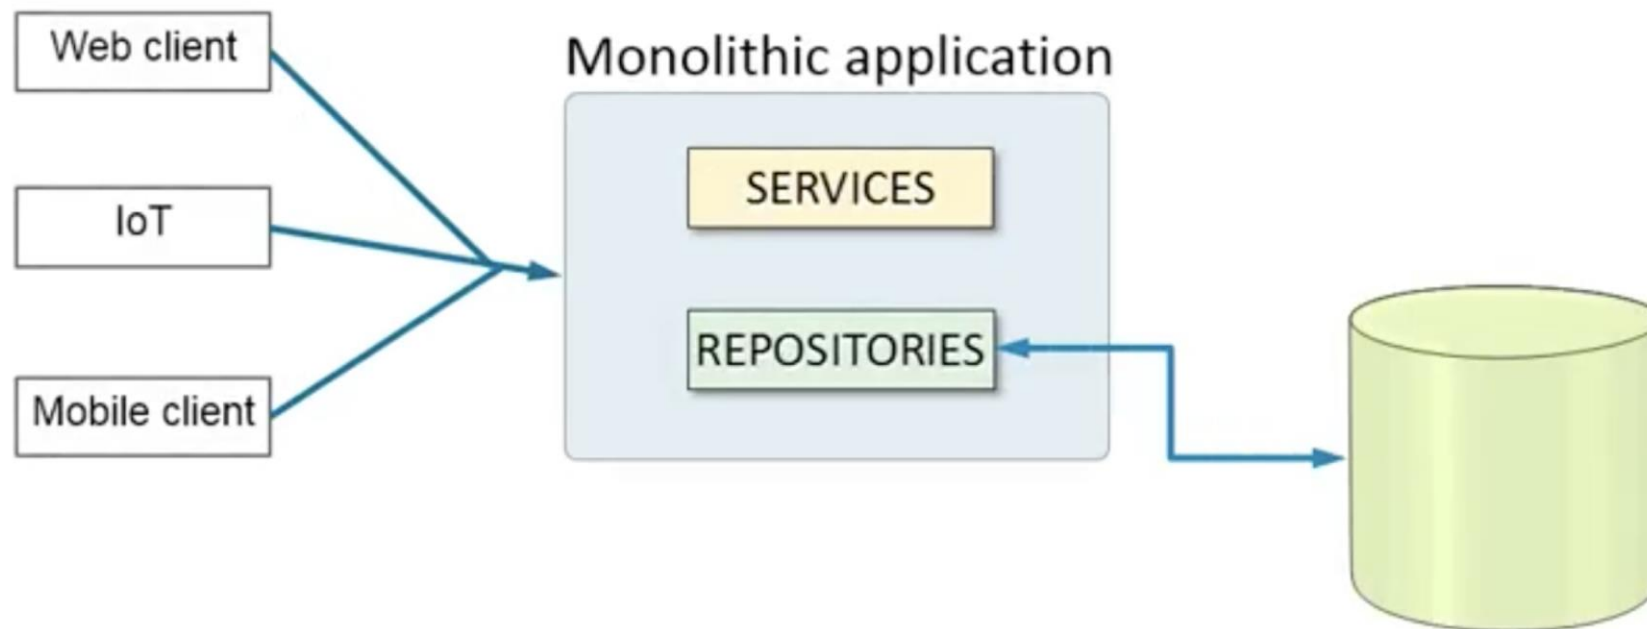 Web client
Monolithic application
SERVICES
IoT
REPOSITORIES
Mobile client